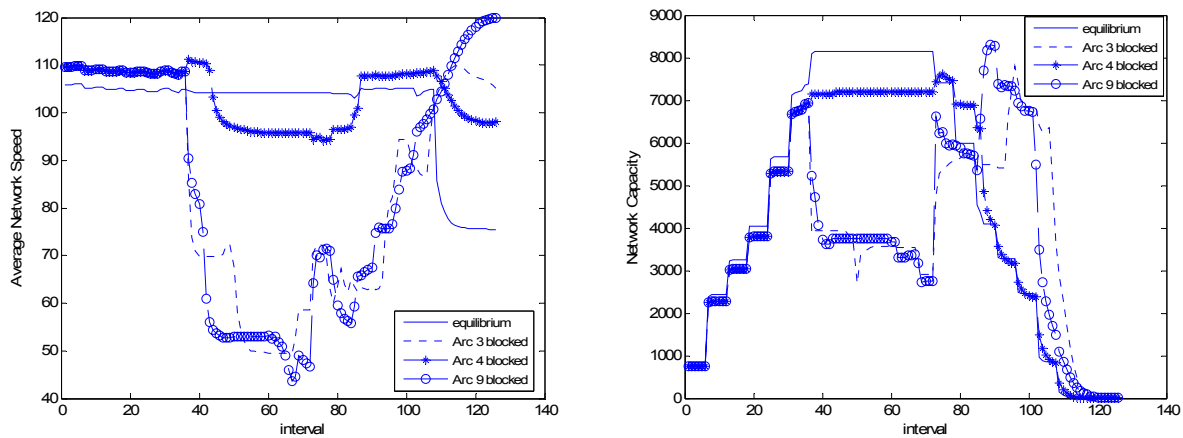 Average Network Speed
120
110
100
90
80
70
60
50
40
0
20
40
60
80
100
120
140
interval
equilibrium
Arc 3 blocked
Arc 4 blocked
Arc 9 blocked
Network Capacity
9000
8000
7000
6000
5000
4000
3000
2000
1000
0
0
20
40
60
80
100
120
140
interval
equilibrium
Arc 3 blocked
Arc 4 blocked
Arc 9 blocked